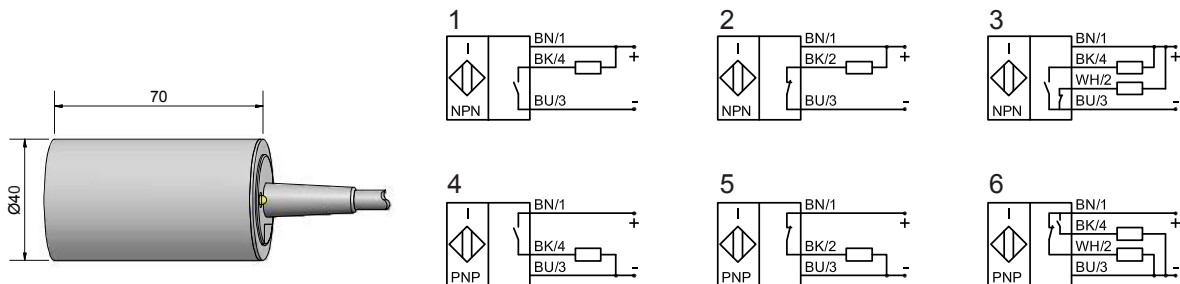 70
Ø40
1
BN/1
+
BK/4
I
BU/3
-
NPN
2
BN/1
+
BK/2
I
BU/3
-
NPN
3
BN/1
+
BK/4
WH/2
I
BU/3
-
NPN
4
BN/1
+
BK/4
I
BU/3
-
PNP
5
BN/1
+
BK/2
I
BU/3
-
PNP
6
BN/1
+
BK/4
WH/2
I
BU/3
-
PNP